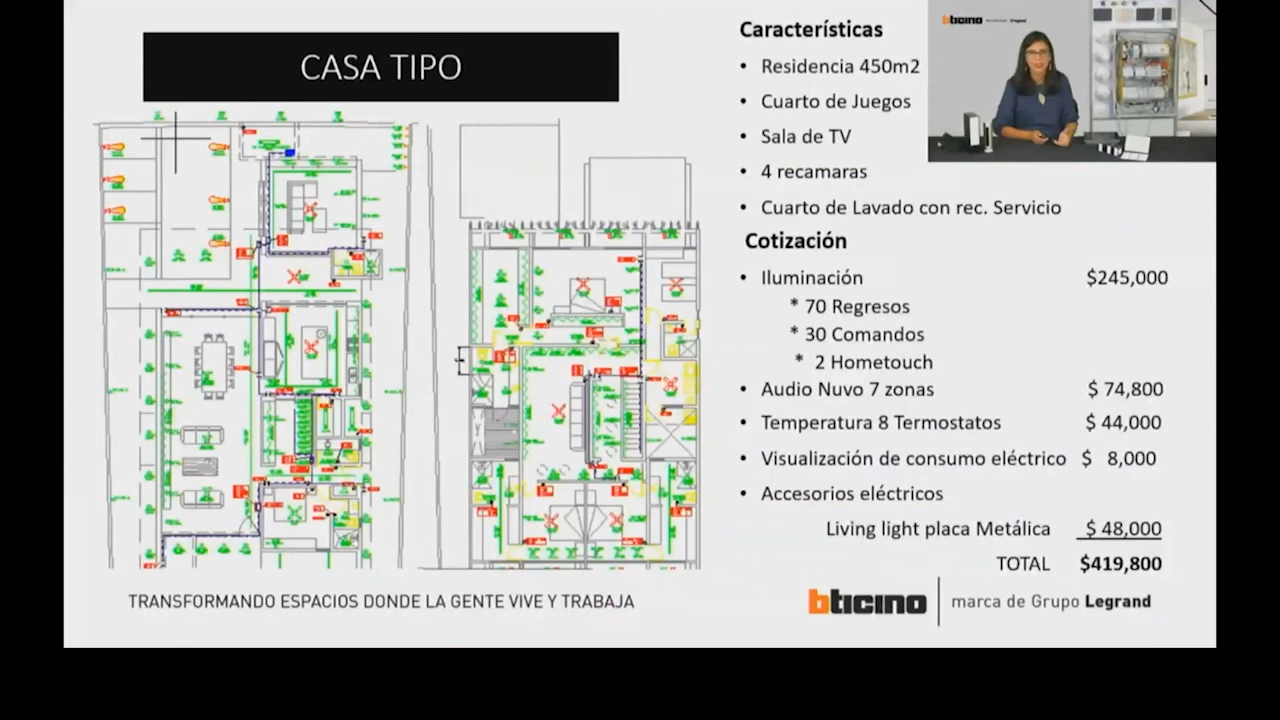 CASA TIPO
Características
• Residencia 450m2
• Cuarto de Juegos
• Sala de TV
• 4 recamaras
• Cuarto de Lavado con rec. Servicio
Cotización
• Iluminación $245,000
* 70 Regresos
* 30 Comandos
* 2 Hometouch
• Audio Nuvo 7 zonas $ 74,800
• Temperatura 8 Termostatos $ 44,000
• Visualización de consumo eléctrico $ 8,000
• Accesorios eléctricos
Living light placa Metálica $ 48,000
TOTAL $419,800
TRANSFORMANDO ESPACIOS DONDE LA GENTE VIVE Y TRABAJA
bticino marca de Grupo Legrand
bticino